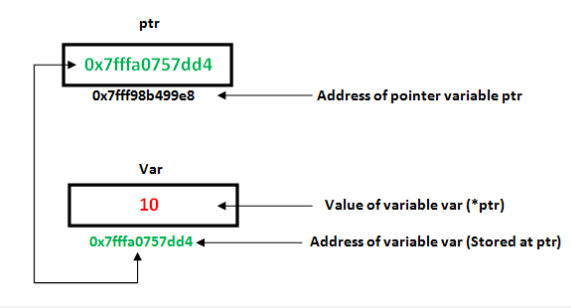 ptr
0x7fffa0757dd4
0x7fff98b499e8
Address of pointer variable ptr
Var
10
Value of variable var (*ptr)
0x7fffa0757dd4
Address of variable var (Stored at ptr)